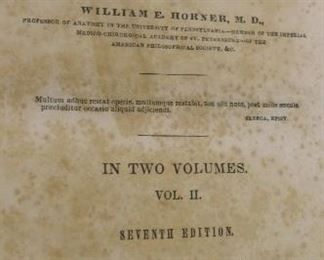 WILLIAM E. HORNER, M. D.,
PROFESSOR OF ANATOMY IN THE UNIVERSITY OF PENNSYLVANIA—MEMBER OF THE IMPERIAL
MEDICO-CHIRURGICAL ACADEMY OF ST. PETERSBURG—OF THE
AMERICAN PHILOSOPHICAL SOCIETY, &C.
Multum adhuc restat operis, multumque restabit, nec ulli nato, post mille sæcula
præcluditur occasio aliquid adjiciendi.
SENECA, EPIST.
IN TWO VOLUMES.
VOL. II.
SEVENTH EDITION.